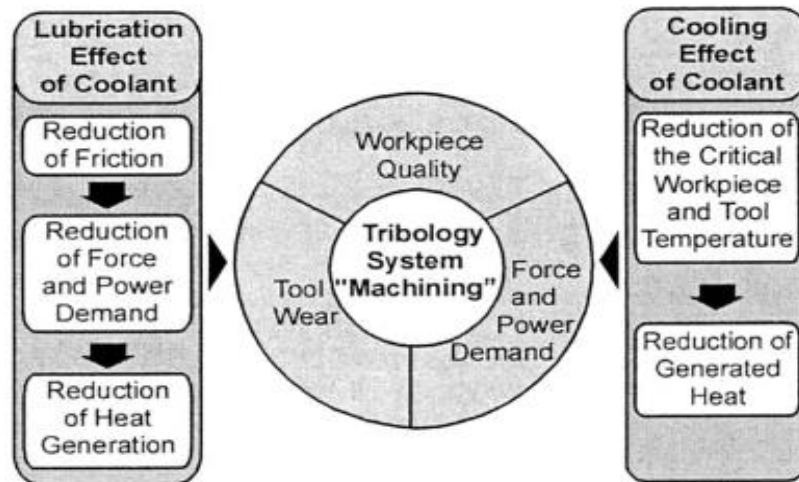 Lubrication
Effect
of Coolant
Reduction
of Friction
Reduction
of Force
and Power
Demand
Reduction
of Heat
Generation
Workpiece
Quality
Tribology
System
"Machining"
Tool
Wear
Force
and
Power
Demand
Cooling
Effect
of Coolant
Reduction of
the Critical
Workpiece
and Tool
Temperature
Reduction of
Generated
Heat